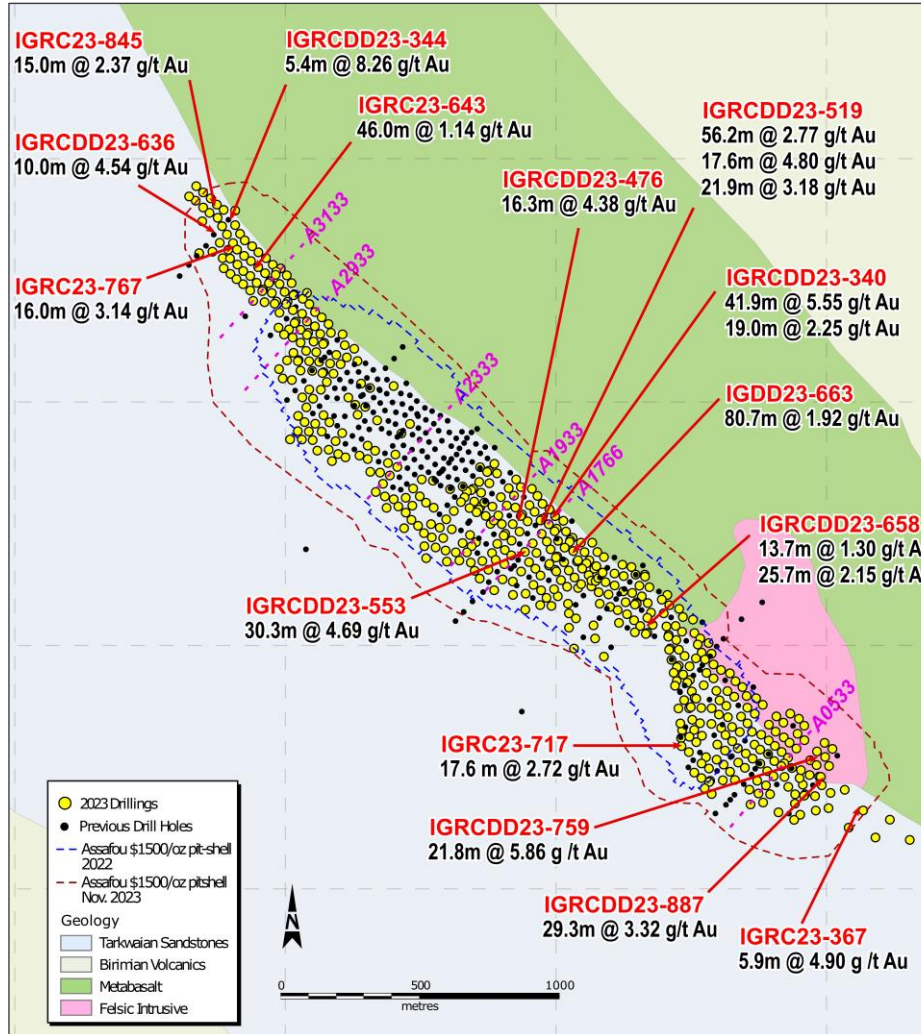 IGRC23-845
15.0m @ 2.37 g/t Au
IGRCDD23-344
5.4m @ 8.26 g/t Au
IGRC23-643
46.0m @ 1.14 g/t Au
IGRCDD23-519
56.2m @ 2.77 g/t Au
17.6m @ 4.80 g/t Au
21.9m @ 3.18 g/t Au
IGRCDD23-636
10.0m @ 4.54 g/t Au
IGRCDD23-476
16.3m @ 4.38 g/t Au
IGRC23-767
16.0m @ 3.14 g/t Au
IGRCDD23-340
41.9m @ 5.55 g/t Au
19.0m @ 2.25 g/t Au
A3133
A2933
A2333
A1933
A1766
IGDD23-663
80.7m @ 1.92 g/t Au
IGRCDD23-658
13.7m @ 1.30 g/t A
25.7m @ 2.15 g/t A
IGRCDD23-553
30.3m @ 4.69 g/t Au
A0533
IGRC23-717
17.6 m @ 2.72 g/t Au
IGRCDD23-759
21.8m @ 5.86 g /t Au
IGRCDD23-887
29.3m @ 3.32 g/t Au
IGRC23-367
5.9m @ 4.90 g /t Au
2023 Drillings
Previous Drill Holes
Assafou $1500/oz pit-shell
2022
Assafou $1500/oz pitshell
Nov. 2023
Geology
Tarkwaian Sandstones
Birimian Volcanics
Metabasalt
Felsic Intrusive
N
0 500 1000
metres